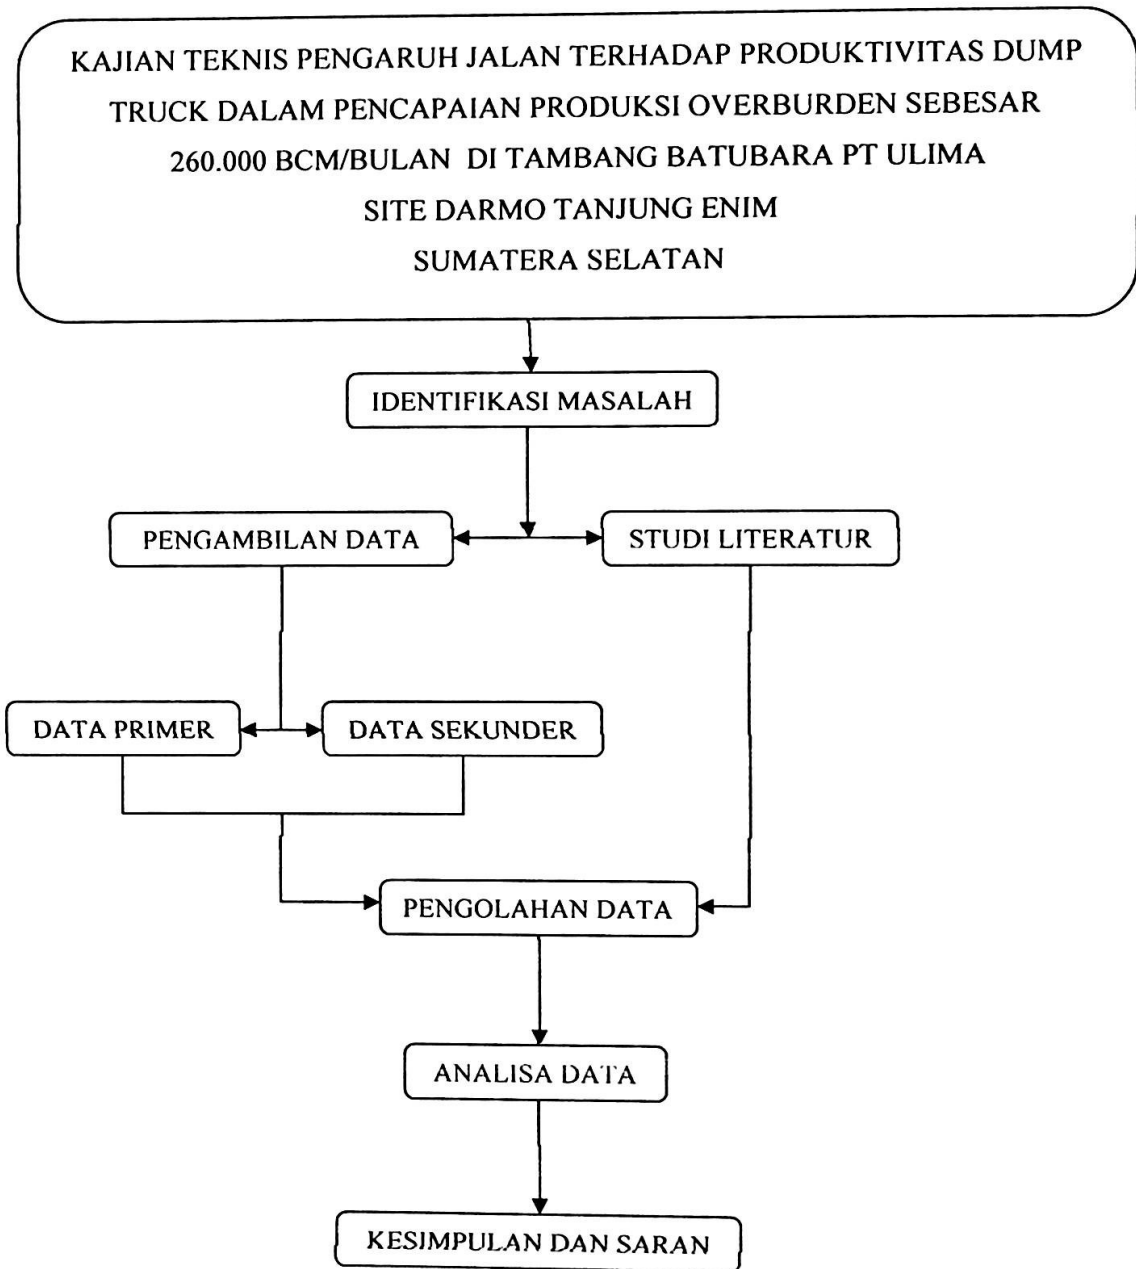 KAJIAN TEKNIS PENGARUH JALAN TERHADAP PRODUKTIVITAS DUMP
TRUCK DALAM PENCAPAIAN PRODUKSI OVERBURDEN SEBESAR
260.000 BCM/BULAN DI TAMBANG BATUBARA PT ULIMA
SITE DARMO TANJUNG ENIM
SUMATERA SELATAN
IDENTIFIKASI MASALAH
PENGAMBILAN DATA
STUDI LITERATUR
DATA PRIMER
DATA SEKUNDER
PENGOLAHAN DATA
ANALISA DATA
KESIMPULAN DAN SARAN